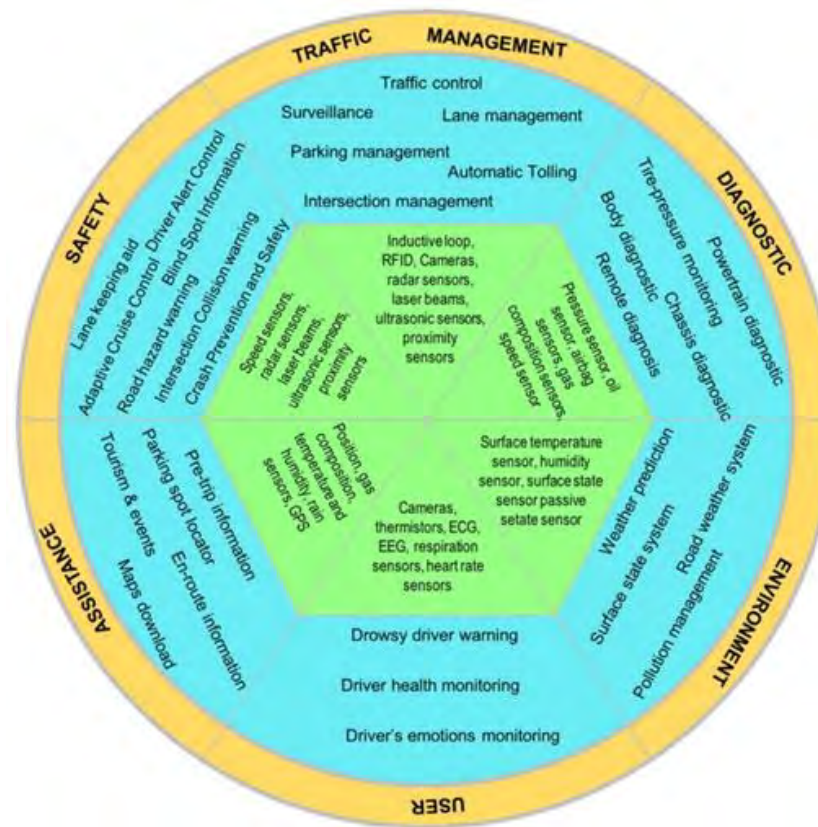 TRAFFIC MANAGEMENT
Traffic control
Surveillance
Lane management
Parking management
Automatic Tolling
Intersection management
Inductive loop,
RFID, Cameras,
radar sensors,
laser beams,
ultrasonic sensors,
proximity
sensors
DIAGNOSTIC
Powertrain diagnostic
Tire-pressure monitoring
Chassis diagnostic
Body diagnostic
Remote diagnosis
Pressure sensor, oil
sensor, airbag
sensors, gas
composition sensors,
speed sensor
ENVIRONMENT
Weather prediction
Road weather system
Surface state system
Pollution management
Surface temperature
sensor, humidity
sensor, surface state
sensor passive
setate sensor
USER
Drowsy driver warning
Driver health monitoring
Driver's emotions monitoring
Cameras,
thermistors, ECG,
EEG, respiration
sensors, heart rate
sensors
ASSISTANCE
Pre-trip information
Parking spot locator
Tourism & events
En-route information
Maps download
Position, gas
composition,
temperature and
humidity, rain
sensors, GPS
SAFETY
Lane keeping aid
Driver Alert Control
Adaptive Cruise Control
Blind Spot Information
Road hazard warning
Intersection Collision warning
Crash Prevention and Safety
Speed sensors,
radar sensors,
laser beams,
ultrasonic sensors,
proximity
sensors